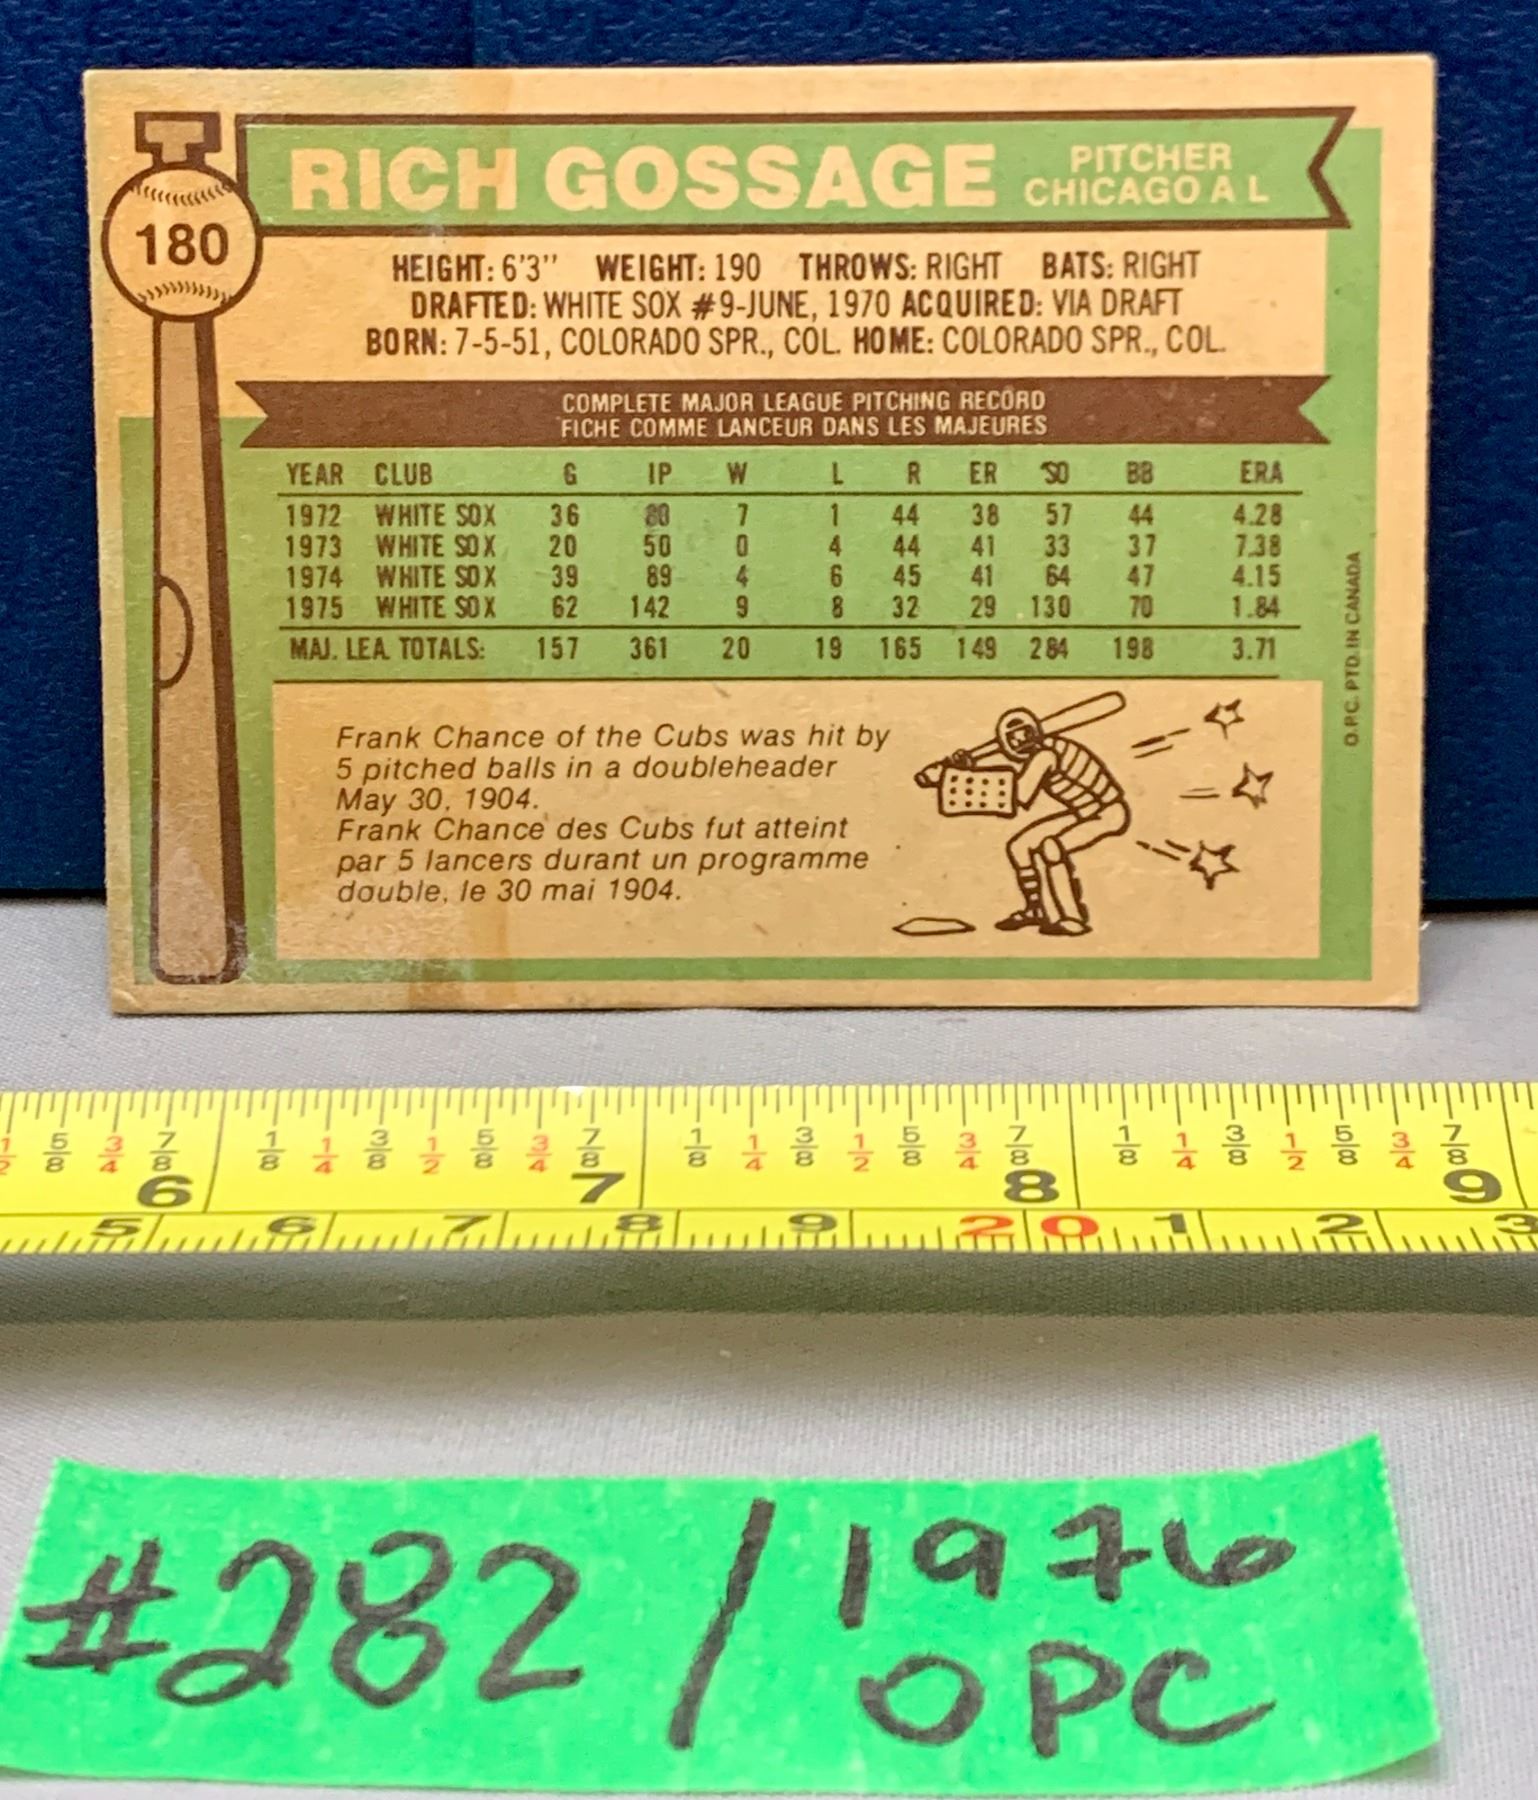 RICH GOSSAGE
PITCHER
CHICAGO A L
180
HEIGHT: 6'3" WEIGHT: 190 THROWS: RIGHT BATS: RIGHT
DRAFTED: WHITE SOX #9-JUNE, 1970 ACQUIRED: VIA DRAFT
BORN: 7-5-51, COLORADO SPR., COL. HOME: COLORADO SPR., COL.
COMPLETE MAJOR LEAGUE PITCHING RECORD
FICHE COMME LANCEUR DANS LES MAJEURES
YEAR CLUB G IP W L R ER SO BB ERA
1972 WHITE SOX 36 80 7 1 44 38 57 44 4.28
1973 WHITE SOX 20 50 0 4 44 41 33 37 7.38
1974 WHITE SOX 39 89 4 6 45 41 64 47 4.15
1975 WHITE SOX 62 142 9 8 32 29 130 70 1.84
MAJ. LEA. TOTALS: 157 361 20 19 165 149 284 198 3.71
O.P.C. PTD. IN CANADA
Frank Chance of the Cubs was hit by
5 pitched balls in a doubleheader
May 30, 1904.
Frank Chance des Cubs fut atteint
par 5 lancers durant un programme
double, le 30 mai 1904.
1/2 5/8 3/4 7/8 1/8 1/4 3/8 1/2 5/8 3/4 7/8 1/8 1/4 3/8 1/2 5/8 3/4 7/8 1/8 1/4 3/8 1/2 5/8 3/4 7/8
6 7 8 9
5 6 7 8 9 20 1 2 3
#282 / 1976
OPC